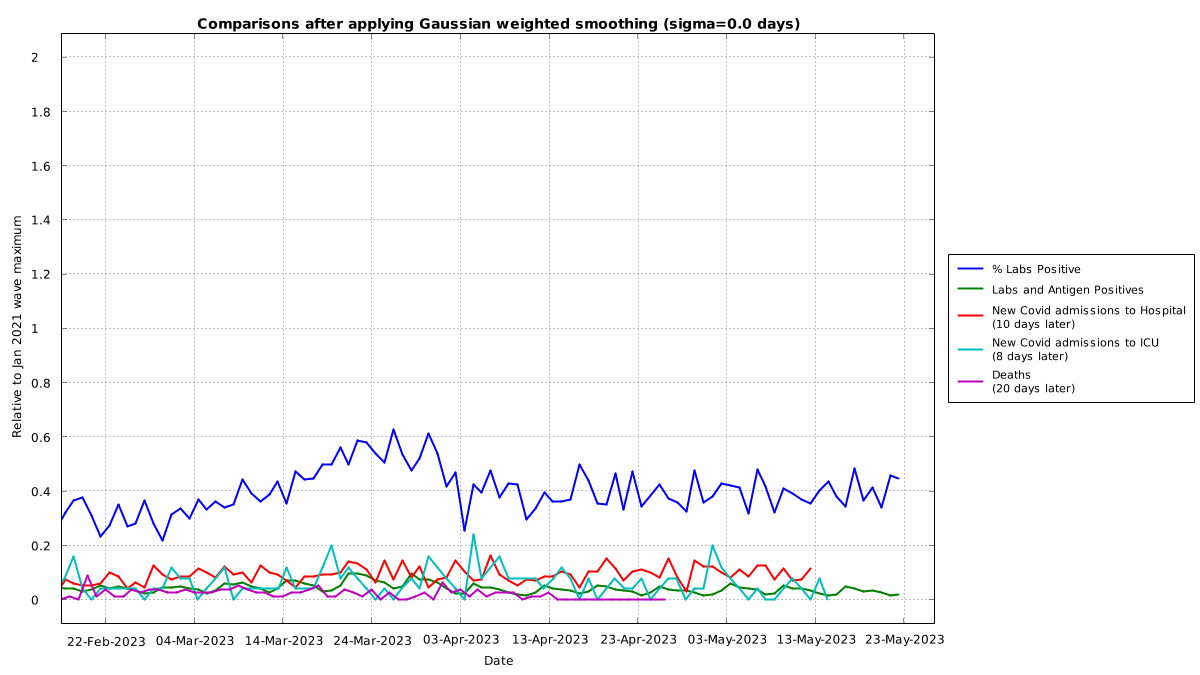 Comparisons after applying Gaussian weighted smoothing (sigma=0.0 days)
Relative to Jan 2021 wave maximum
2
1.8
1.6
1.4
1.2
1
0.8
0.6
0.4
0.2
0
22-Feb-2023 04-Mar-2023 14-Mar-2023 24-Mar-2023 03-Apr-2023 13-Apr-2023 23-Apr-2023 03-May-2023 13-May-2023 23-May-2023
Date
% Labs Positive
Labs and Antigen Positives
New Covid admissions to Hospital
(10 days later)
New Covid admissions to ICU
(8 days later)
Deaths
(20 days later)